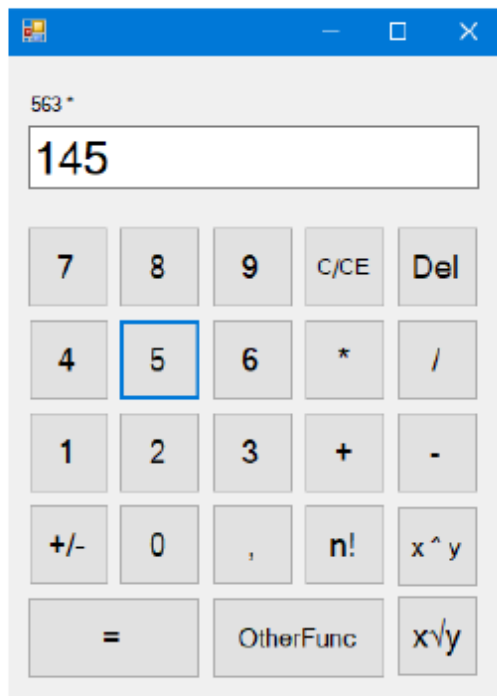 563 *
145
7 8 9 C/CE Del
4 5 6 * /
1 2 3 + -
+/- 0 , n! x ^ y
= OtherFunc x√y